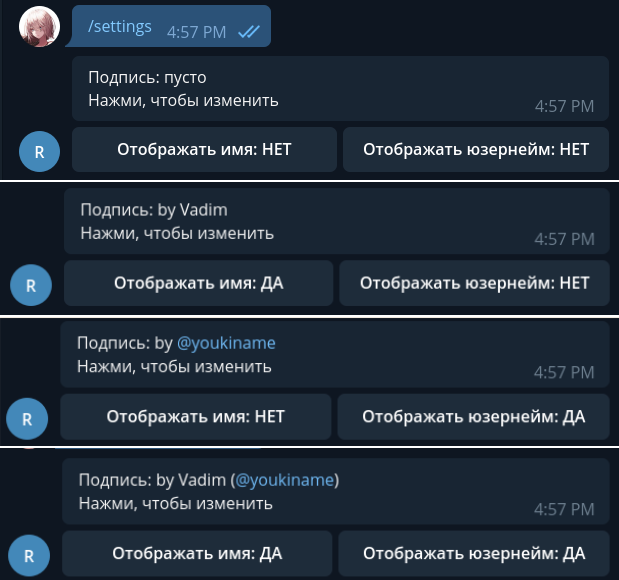 /settings 4:57 PM
Подпись: пусто
Нажми, чтобы изменить
4:57 PM
R
Отображать имя: НЕТ
Отображать юзернейм: НЕТ
Подпись: by Vadim
Нажми, чтобы изменить
4:57 PM
R
Отображать имя: ДА
Отображать юзернейм: НЕТ
Подпись: by @youkiname
Нажми, чтобы изменить
4:57 PM
R
Отображать имя: НЕТ
Отображать юзернейм: ДА
Подпись: by Vadim (@youkiname)
Нажми, чтобы изменить
4:57 PM
R
Отображать имя: ДА
Отображать юзернейм: ДА